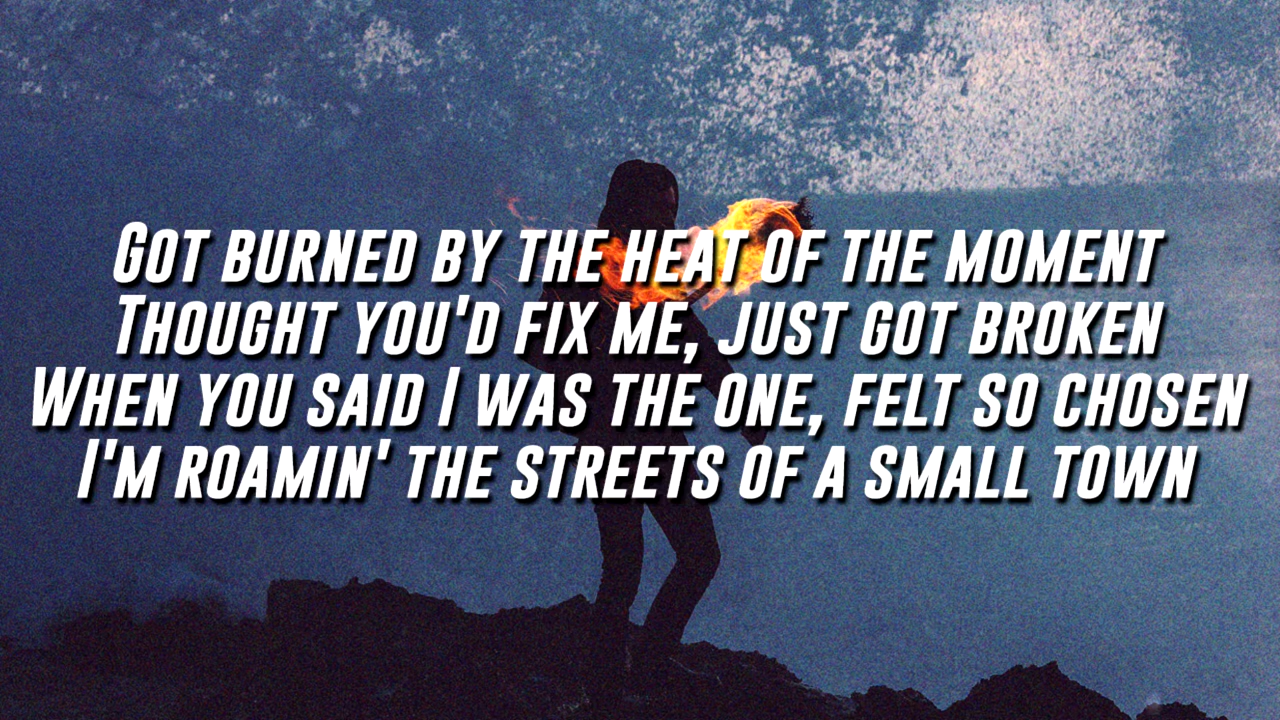 Got burned by the heat of the moment
Thought you'd fix me, just got broken
When you said I was the one, felt so chosen
I'm roamin' the streets of a small town